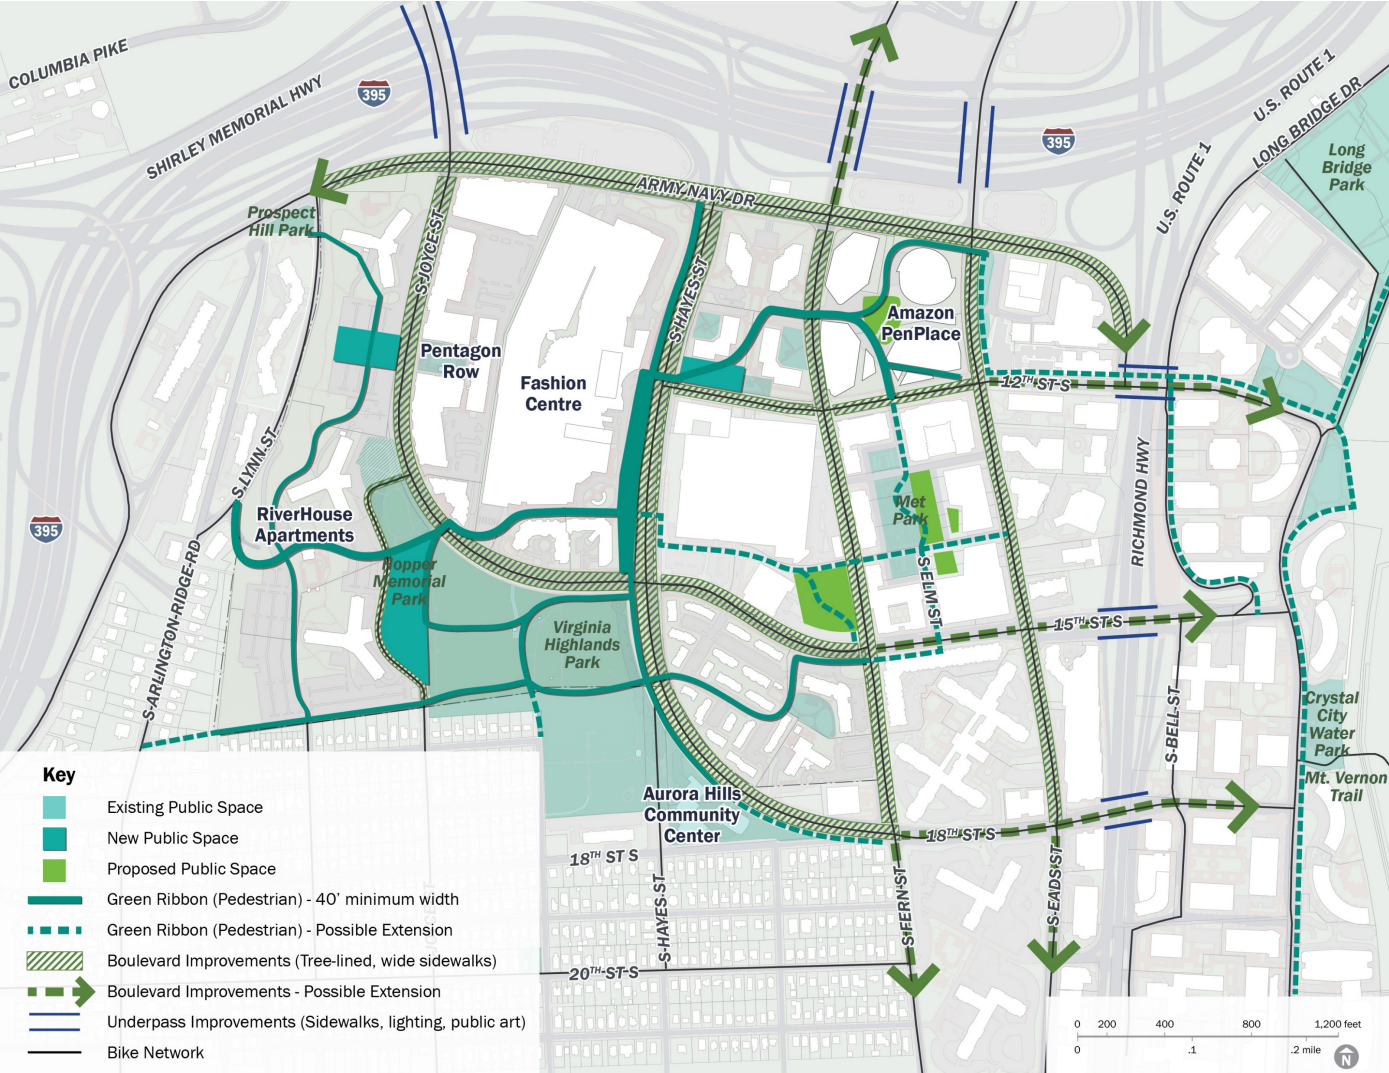 COLUMBIA PIKE
SHIRLEY MEMORIAL HWY
395
395
U.S. ROUTE 1
LONG BRIDGE DR
U.S. ROUTE 1
Long
Bridge
Park
ARMY NAVY DR
Prospect
Hill Park
S JOYCE ST
S HAYES ST
Amazon
PenPlace
Pentagon
Row
Fashion
Centre
12TH ST S
S LYNN ST
RICHMOND HWY
Met
Park
RiverHouse
Apartments
395
S ARLINGTON RIDGE RD
Hopper
Memorial
Park
S ELM ST
Virginia
Highlands
Park
15TH ST S
S BELL ST
Crystal
City
Water
Park
Mt. Vernon
Trail
Aurora Hills
Community
Center
18TH ST S
18TH ST S
S HAYES ST
S FERN ST
S EADS ST
20TH ST S
Key
Existing Public Space
New Public Space
Proposed Public Space
Green Ribbon (Pedestrian) - 40' minimum width
Green Ribbon (Pedestrian) - Possible Extension
Boulevard Improvements (Tree-lined, wide sidewalks)
Boulevard Improvements - Possible Extension
Underpass Improvements (Sidewalks, lighting, public art)
Bike Network
0 200 400 800 1,200 feet
0 .1 .2 mile
N